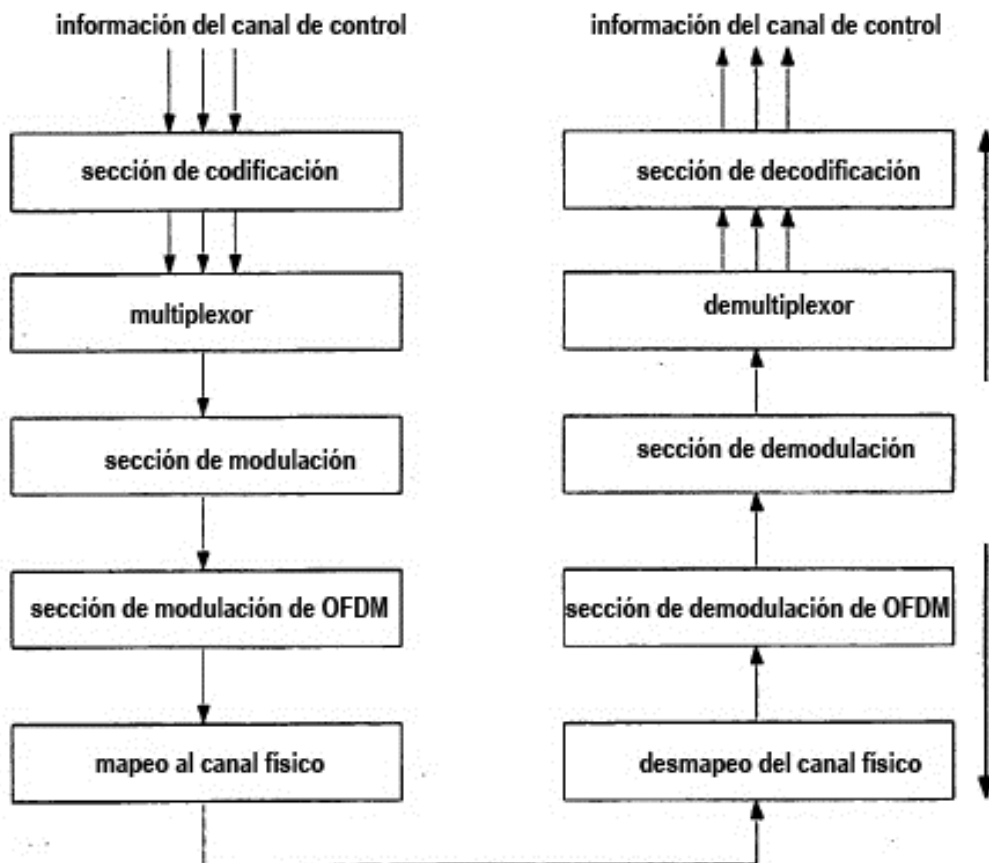 información del canal de control
sección de codificación
multiplexor
sección de modulación
sección de modulación de OFDM
mapeo al canal físico
información del canal de control
sección de decodificación
demultiplexor
sección de demodulación
sección de demodulación de OFDM
desmapeo del canal físico